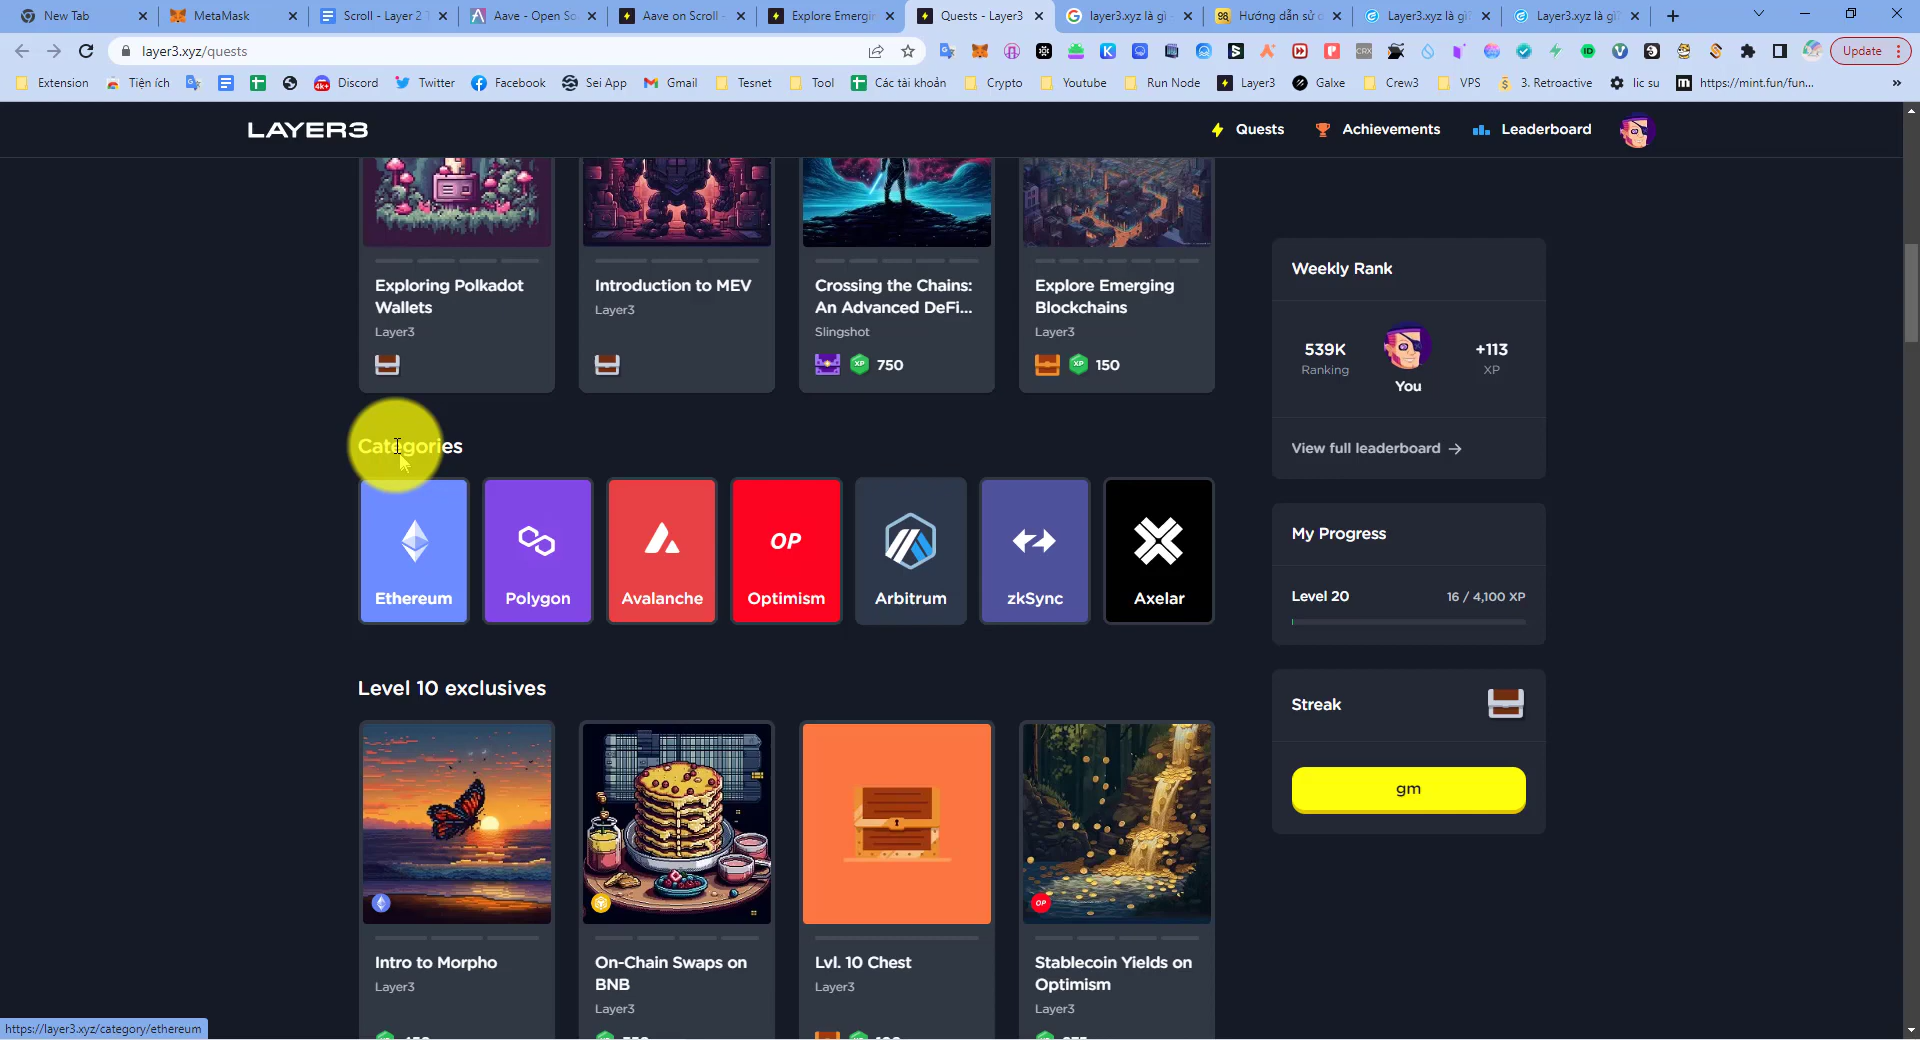 New Tab
MetaMask
Scroll - Layer 2
Aave - Open So
Aave on Scroll -
Explore Emergin
Quests - Layer3
layer3.xyz là gì -
Hướng dẫn sử d
Layer3.xyz là gì
Layer3.xyz là gì
layer3.xyz/quests
Update
Extension
Tiện ích
4k+
Discord
Twitter
Facebook
Sei App
Gmail
Tesnet
Tool
Các tài khoản
Crypto
Youtube
Run Node
Layer3
Galxe
Crew3
VPS
3. Retroactive
lic su
https://mint.fun/fun...
»
LAYER3
Quests
Achievements
Leaderboard
Exploring Polkadot
Wallets
Layer3
Introduction to MEV
Layer3
Crossing the Chains:
An Advanced DeFi...
Slingshot
XP 750
Explore Emerging
Blockchains
Layer3
XP 150
Weekly Rank
539K
Ranking
You
+113
XP
View full leaderboard →
Categories
Ethereum
Polygon
Avalanche
OP
Optimism
Arbitrum
zkSync
Axelar
My Progress
Level 20
16 / 4,100 XP
Level 10 exclusives
Streak
gm
OP
Intro to Morpho
Layer3
On-Chain Swaps on
BNB
Layer3
Lvl. 10 Chest
Layer3
Stablecoin Yields on
Optimism
Layer3
https://layer3.xyz/category/ethereum